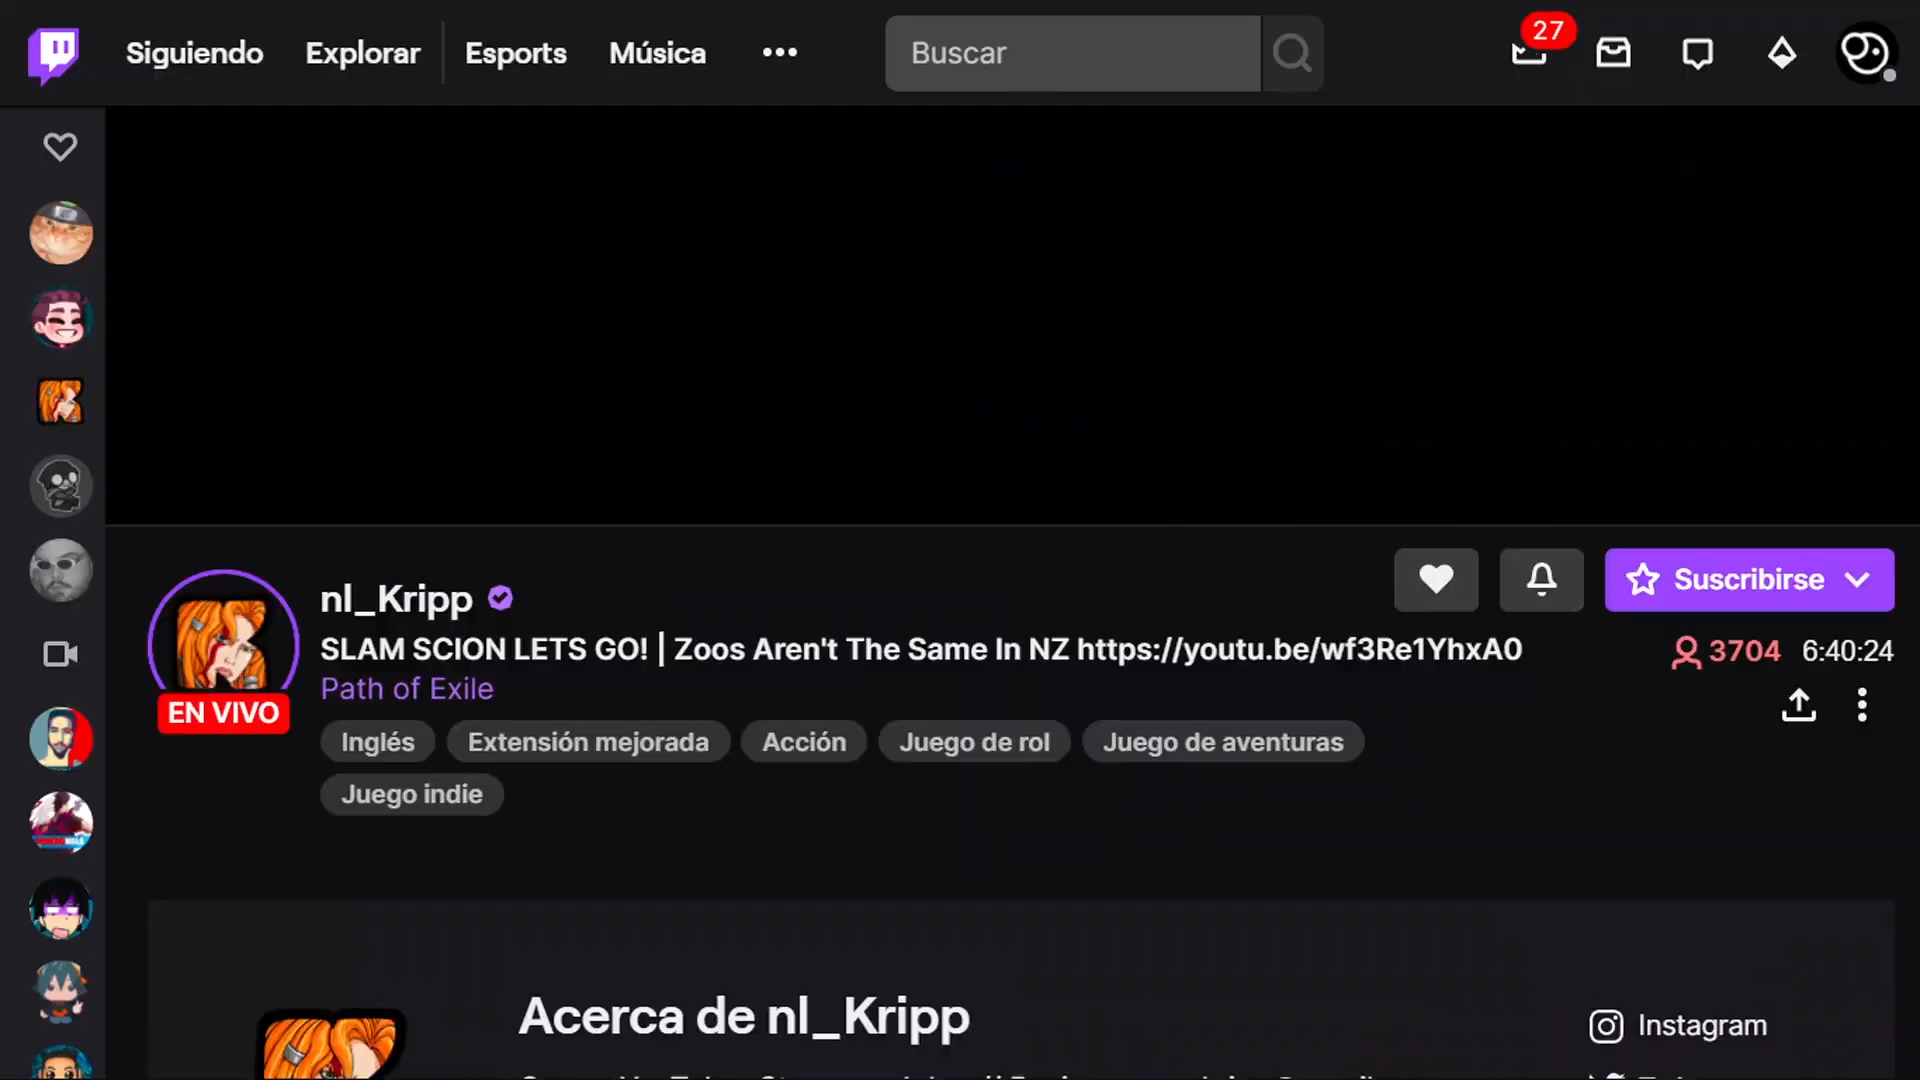 Siguiendo Explorar Esports Música Buscar 27
nl_Kripp Suscribirse
SLAM SCION LETS GO! | Zoos Aren't The Same In NZ https://youtu.be/wf3Re1YhxA0 3704 6:40:24
Path of Exile
EN VIVO
Inglés Extensión mejorada Acción Juego de rol Juego de aventuras
Juego indie
Acerca de nl_Kripp
Instagram